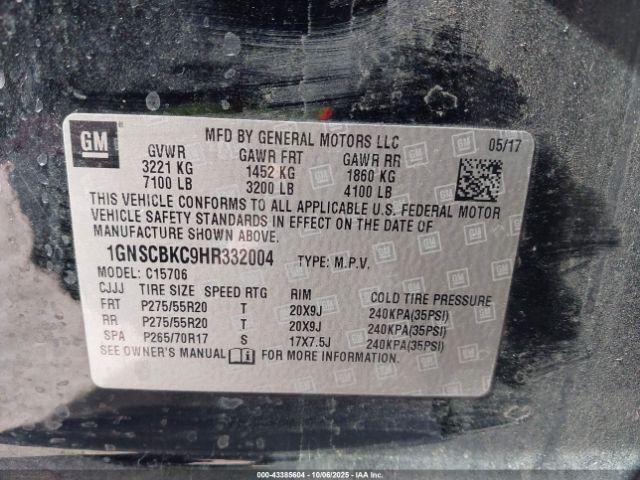 GM
MFD BY GENERAL MOTORS LLC 05/17
GVWR GAWR FRT GAWR RR
3221 KG 1452 KG 1860 KG
7100 LB 3200 LB 4100 LB
THIS VEHICLE CONFORMS TO ALL APPLICABLE U.S. FEDERAL MOTOR
VEHICLE SAFETY STANDARDS IN EFFECT ON THE DATE OF
MANUFACTURE SHOWN ABOVE.
1GNSCBKC9HR332004 TYPE: M.P.V.
MODEL: C15706
CJJJ TIRE SIZE SPEED RTG RIM COLD TIRE PRESSURE
FRT P275/55R20 T 20X9J 240KPA(35PSI)
RR P275/55R20 T 20X9J 240KPA(35PSI)
SPA P265/70R17 S 17X7.5J 240KPA(35PSI)
SEE OWNER'S MANUAL FOR MORE INFORMATION.
000-43385604 | 10/06/2025 | IAA Inc.